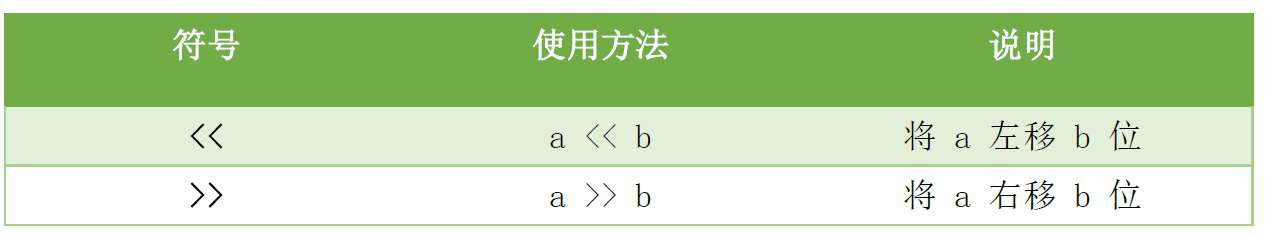 符号 使用方法 说明
<< a << b 将 a 左移 b 位
>> a >> b 将 a 右移 b 位